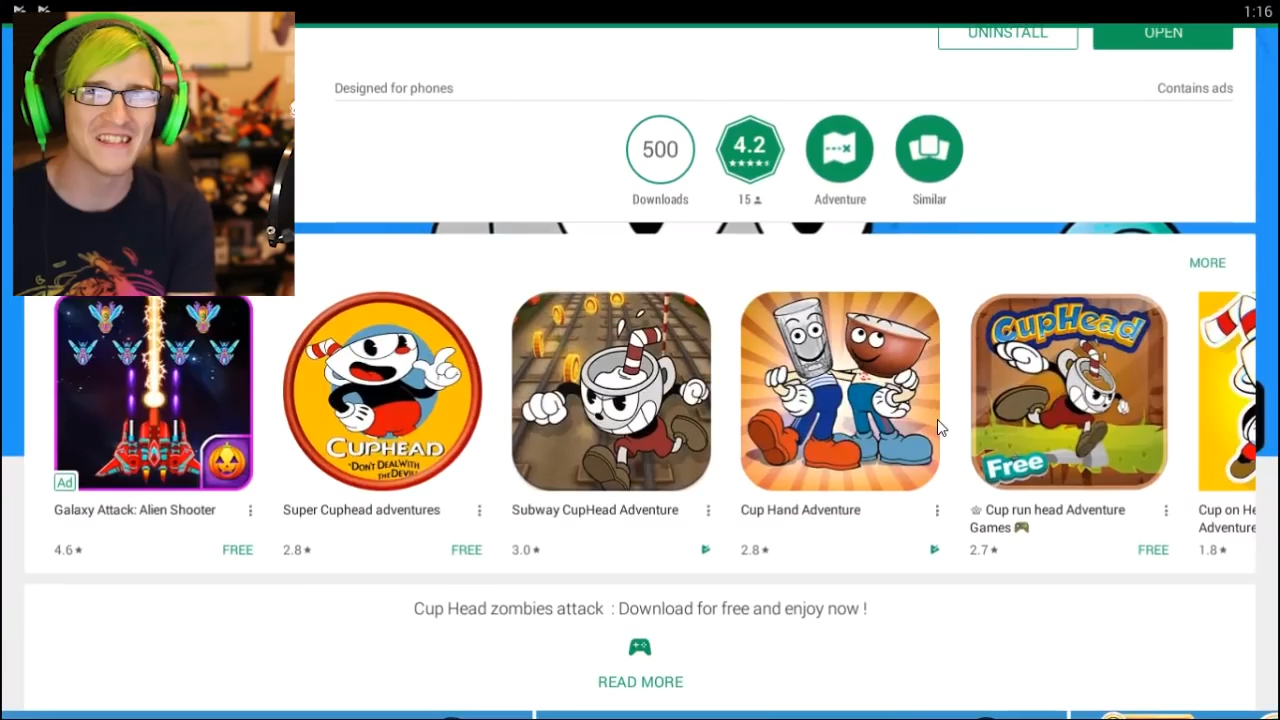 1:16
UNINSTALL
OPEN
Designed for phones
Contains ads
500
4.2
Downloads
15
Adventure
Similar
MORE
CUPHEAD
"DON'T DEAL WITH
THE DEVIL"
CUPHEAD
Free
Ad
Galaxy Attack: Alien Shooter
Super Cuphead adventures
Subway CupHead Adventure
Cup Hand Adventure
Cup run head Adventure
Games
Cup on He
Adventure
4.6
FREE
2.8
FREE
3.0
2.8
2.7
FREE
1.8
Cup Head zombies attack : Download for free and enjoy now !
READ MORE